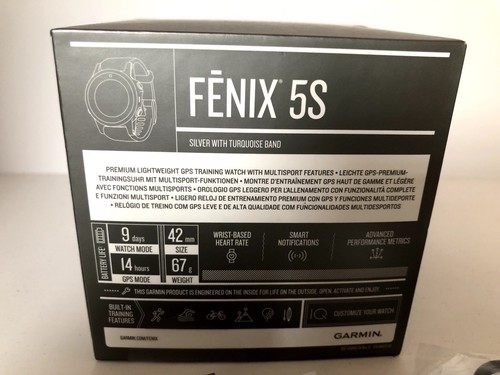 FĒNIX® 5S
SILVER WITH TURQUOISE BAND
PREMIUM LIGHTWEIGHT GPS TRAINING WATCH WITH MULTISPORT FEATURES • LEICHTE GPS-PREMIUM-
TRAININGSUHR MIT MULTISPORT-FUNKTIONEN • MONTRE D'ENTRAÎNEMENT GPS HAUT DE GAMME ET LÉGÈRE
AVEC FONCTIONS MULTISPORTS • OROLOGIO GPS LEGGERO PER L'ALLENAMENTO CON FUNZIONALITÀ COMPLETE
E FUNZIONI MULTISPORT • LIGERO RELOJ DE ENTRENAMIENTO PREMIUM CON GPS Y FUNCIONES MULTIDEPORTE
• RELÓGIO DE TREINO COM GPS LEVE E DE ALTA QUALIDADE COM FUNCIONALIDADES MULTIDESPORTOS
BATTERY LIFE
9 days
WATCH MODE
42 mm
SIZE
14 hours
GPS MODE
67 g
WEIGHT
WRIST-BASED
HEART RATE
SMART
NOTIFICATIONS
ADVANCED
PERFORMANCE METRICS
THIS GARMIN PRODUCT IS ENGINEERED ON THE INSIDE FOR LIFE ON THE OUTSIDE. OPEN, ACTIVATE AND ENJOY.
BUILT-IN
TRAINING
FEATURES
IQ CUSTOMIZE YOUR WATCH
GARMIN.COM/FENIX
GARMIN.